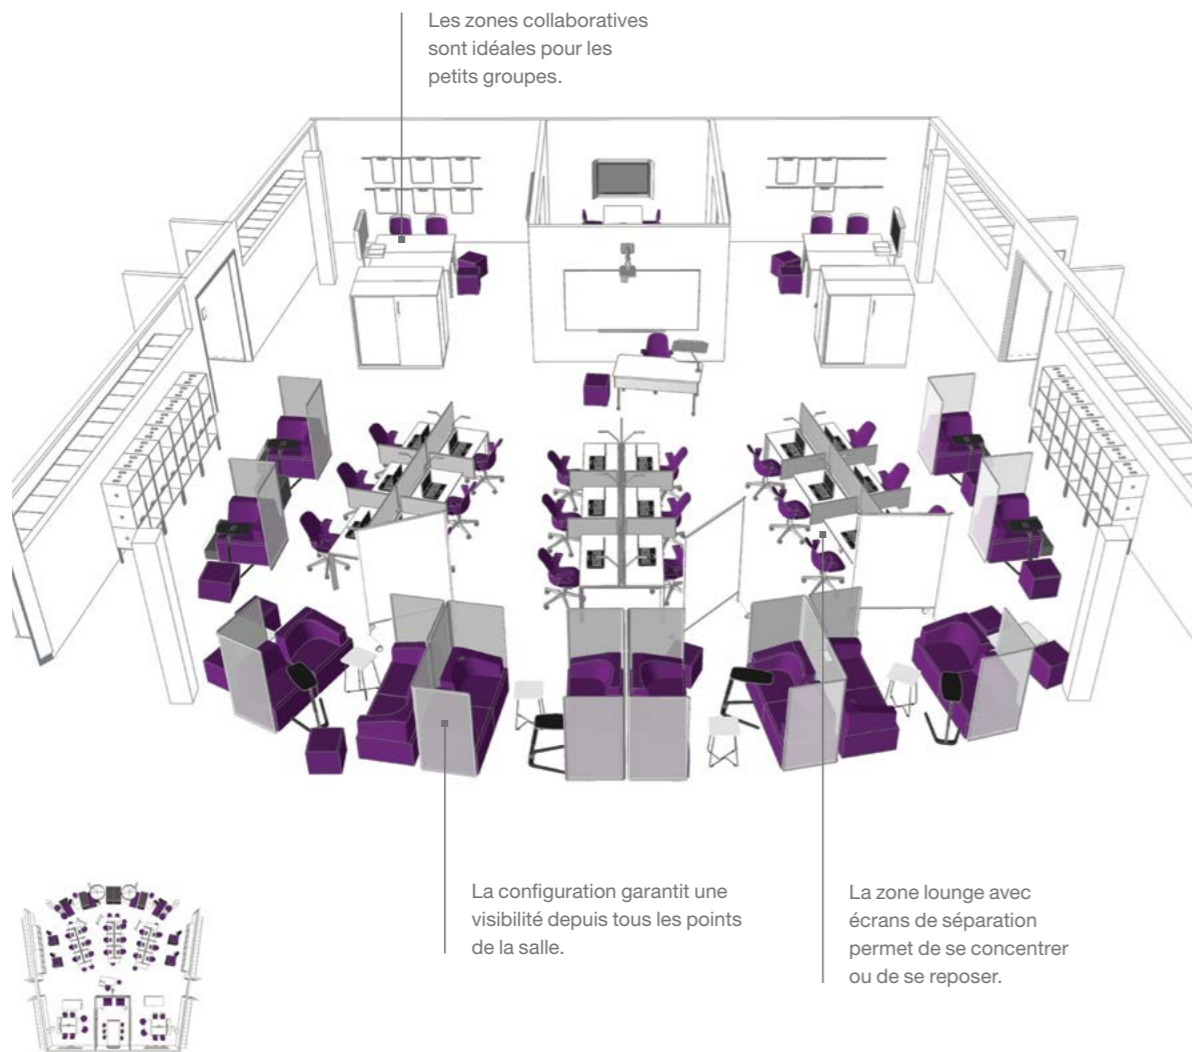 Les zones collaboratives
sont idéales pour les
petits groupes.
La configuration garantit une
visibilité depuis tous les points
de la salle.
La zone lounge avec
écrans de séparation
permet de se concentrer
ou de se reposer.